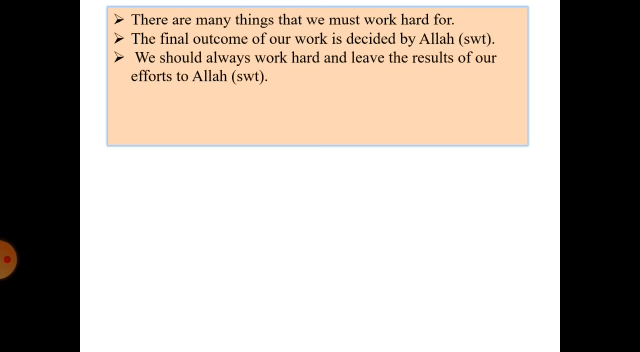 ➢ There are many things that we must work hard for.
➢ The final outcome of our work is decided by Allah (swt).
➢ We should always work hard and leave the results of our
efforts to Allah (swt).